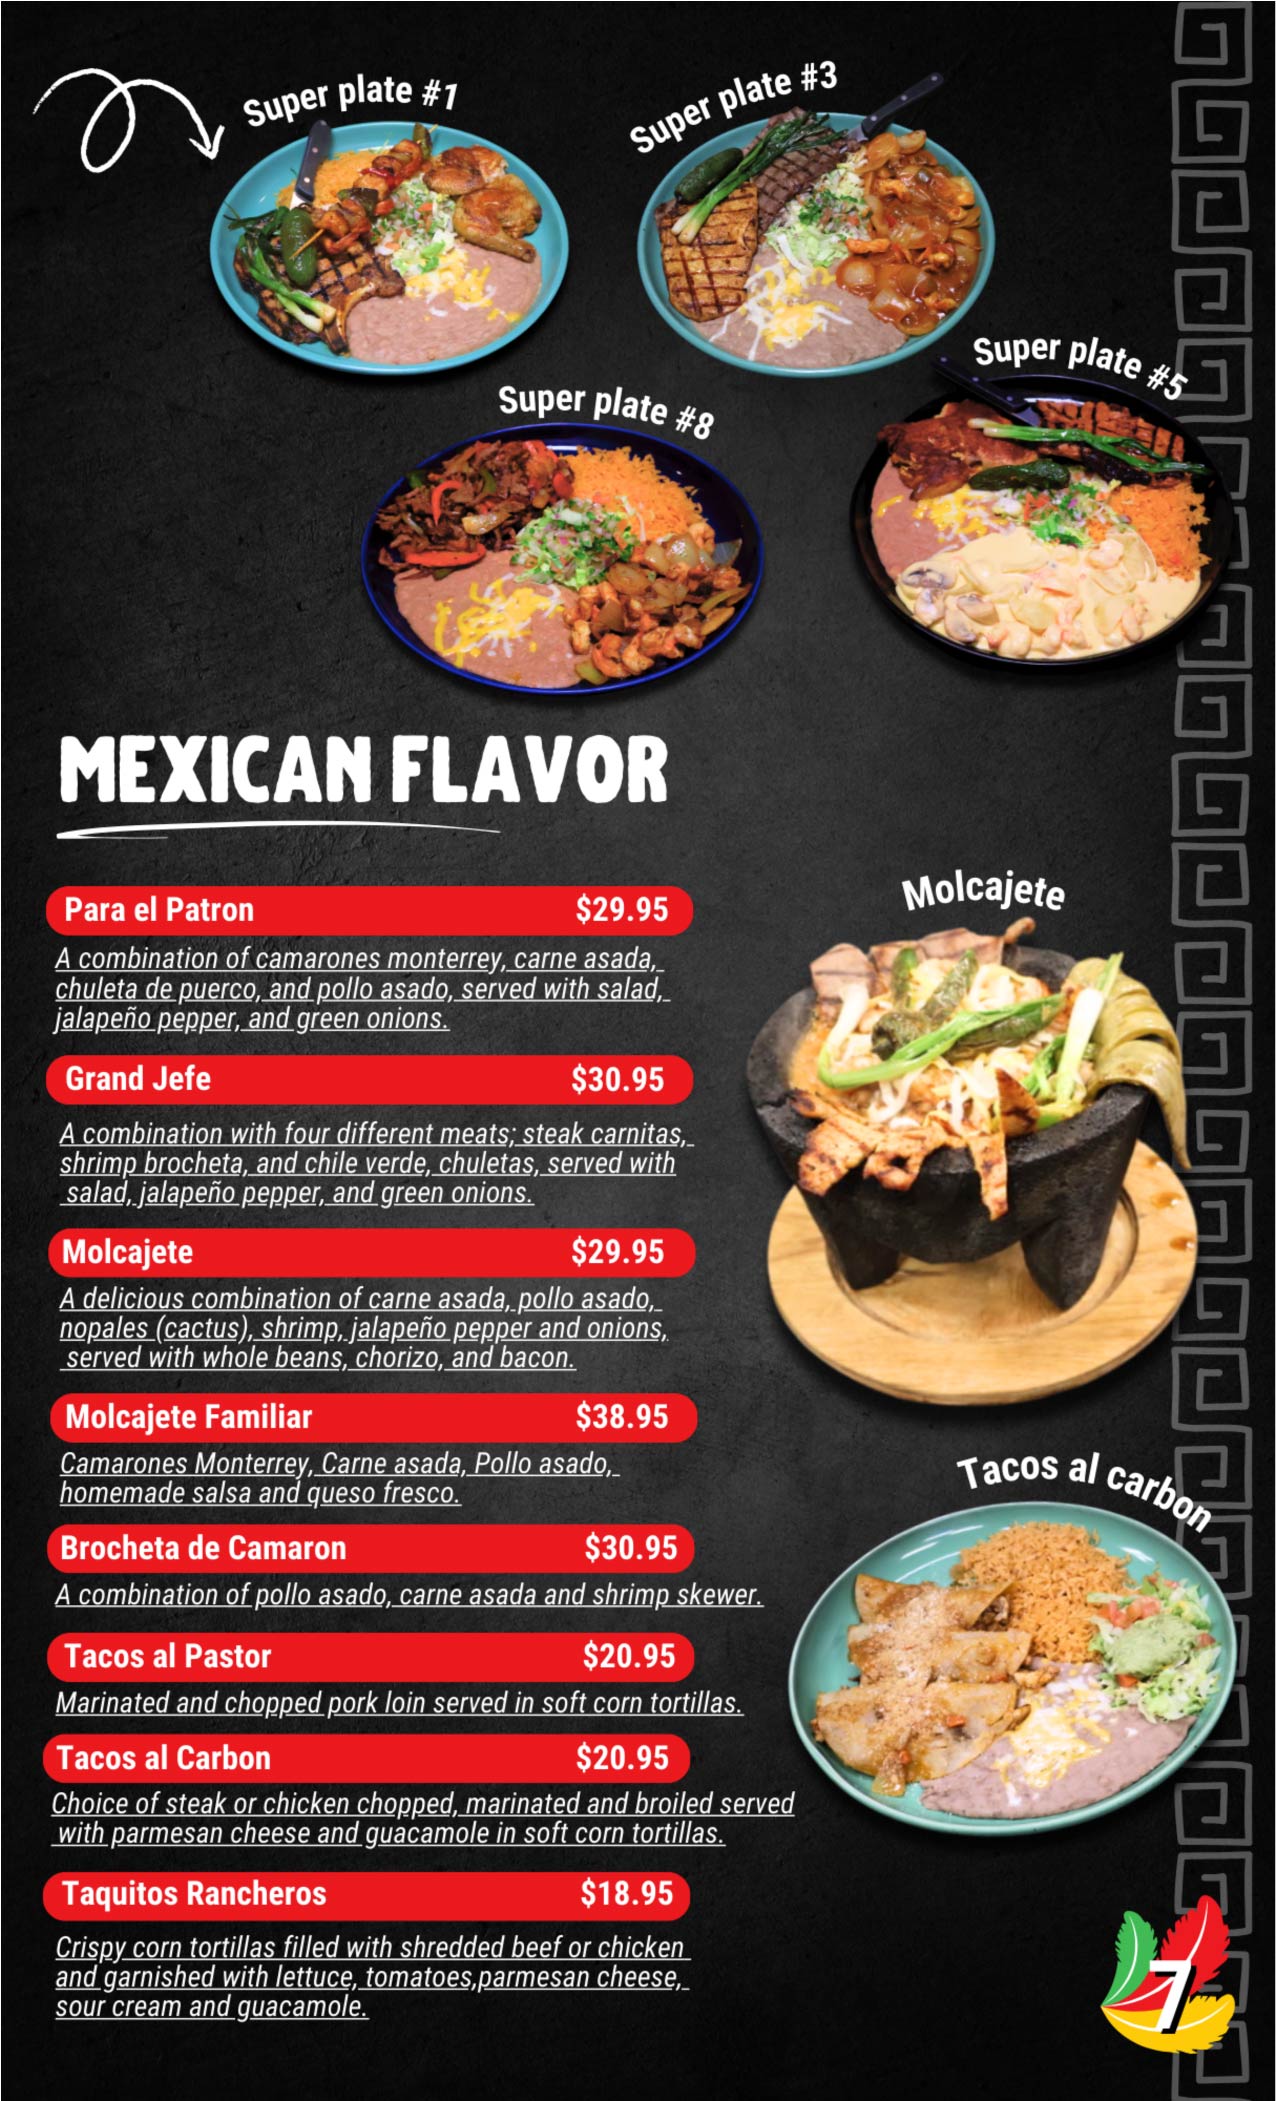 Super plate #1
Super plate #3
Super plate #5
Super plate #8
MEXICAN FLAVOR
Para el Patron $29.95
A combination of camarones monterrey, carne asada,
chuleta de puerco, and pollo asado, served with salad,
jalapeño pepper, and green onions.
Grand Jefe $30.95
A combination with four different meats; steak carnitas,
shrimp brocheta, and chile verde, chuletas, served with
salad, jalapeño pepper, and green onions.
Molcajete $29.95
A delicious combination of carne asada, pollo asado,
nopales (cactus), shrimp, jalapeño pepper and onions,
served with whole beans, chorizo, and bacon.
Molcajete Familiar $38.95
Camarones Monterrey, Carne asada, Pollo asado,
homemade salsa and queso fresco.
Brocheta de Camaron $30.95
A combination of pollo asado, carne asada and shrimp skewer.
Tacos al Pastor $20.95
Marinated and chopped pork loin served in soft corn tortillas.
Tacos al Carbon $20.95
Choice of steak or chicken chopped, marinated and broiled served
with parmesan cheese and guacamole in soft corn tortillas.
Taquitos Rancheros $18.95
Crispy corn tortillas filled with shredded beef or chicken
and garnished with lettuce, tomatoes,parmesan cheese,
sour cream and guacamole.
Molcajete
Tacos al carbon
7